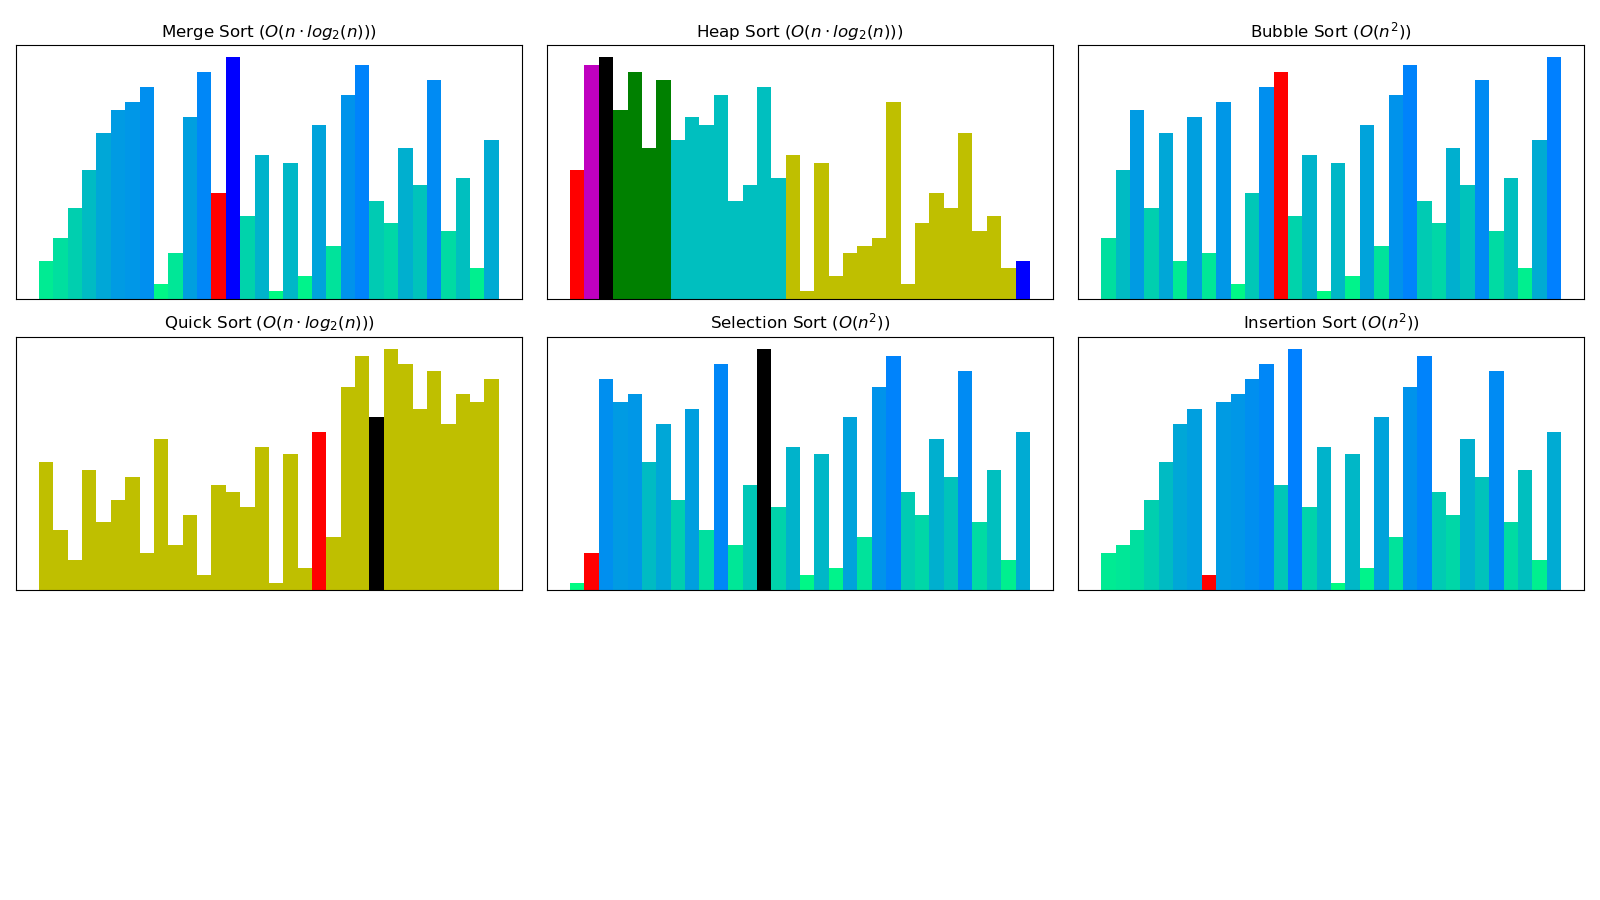 Merge Sort (O(n · log₂(n)))
Heap Sort (O(n · log₂(n)))
Bubble Sort (O(n²))
Quick Sort (O(n · log₂(n)))
Selection Sort (O(n²))
Insertion Sort (O(n²))